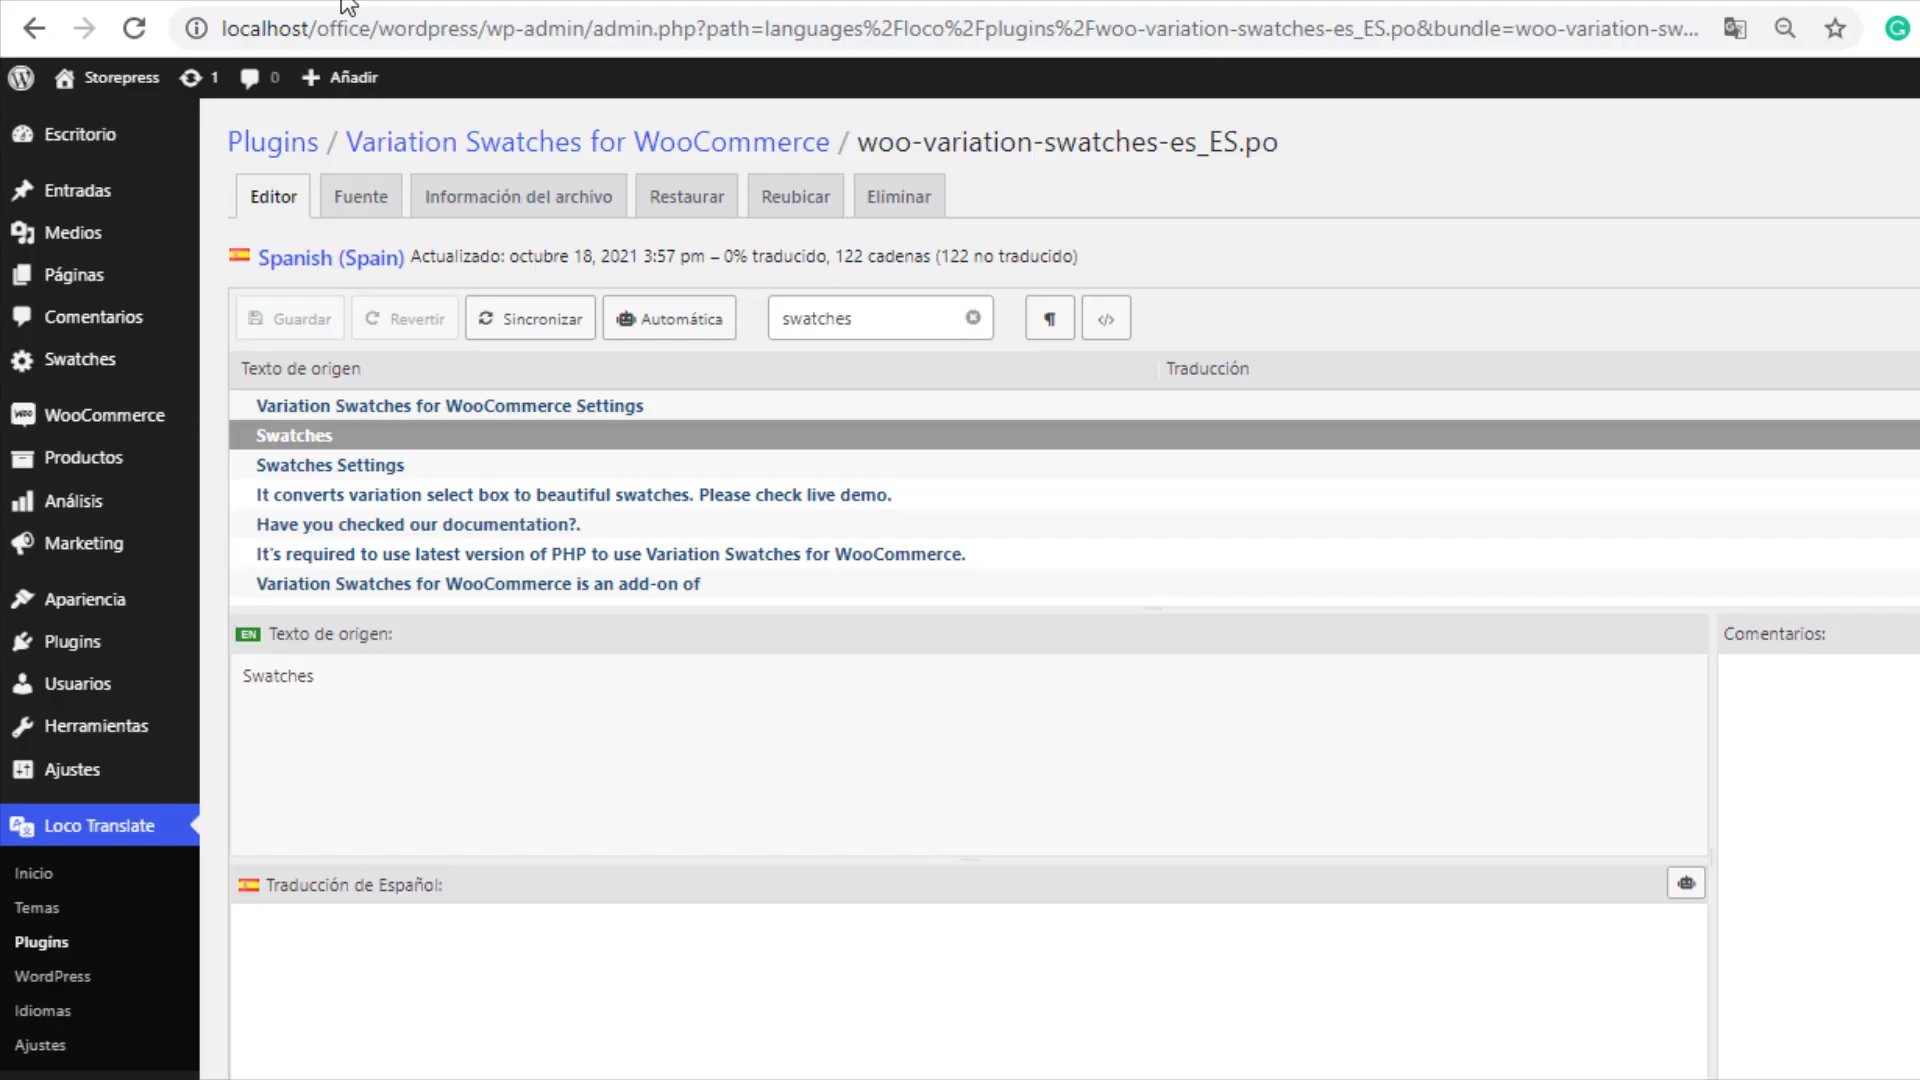 localhost/office/wordpress/wp-admin/admin.php?path=languages%2Floco%2Fplugins%2Fwoo-variation-swatches-es_ES.po&bundle=woo-variation-sw...
Storepress 1 0 Añadir
Escritorio
Entradas
Medios
Páginas
Comentarios
Swatches
WooCommerce
Productos
Análisis
Marketing
Apariencia
Plugins
Usuarios
Herramientas
Ajustes
Loco Translate
Inicio
Temas
Plugins
WordPress
Idiomas
Ajustes
Plugins / Variation Swatches for WooCommerce / woo-variation-swatches-es_ES.po
Editor Fuente Información del archivo Restaurar Reubicar Eliminar
Spanish (Spain) Actualizado: octubre 18, 2021 3:57 pm – 0% traducido, 122 cadenas (122 no traducido)
Guardar Revertir Sincronizar Automática swatches ¶ </>
Texto de origen Traducción
Variation Swatches for WooCommerce Settings
Swatches
Swatches Settings
It converts variation select box to beautiful swatches. Please check live demo.
Have you checked our documentation?.
It's required to use latest version of PHP to use Variation Swatches for WooCommerce.
Variation Swatches for WooCommerce is an add-on of
EN Texto de origen: Comentarios:
Swatches
Traducción de Español: